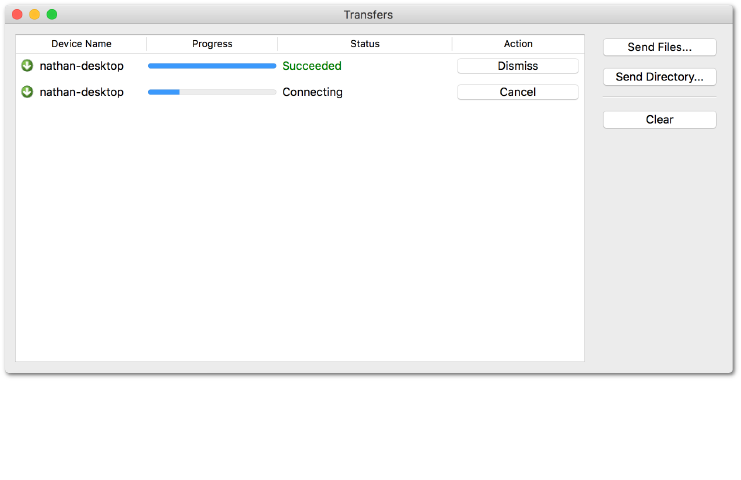 Transfers
Device Name Progress Status Action
nathan-desktop Succeeded Dismiss
nathan-desktop Connecting Cancel
Send Files...
Send Directory...
Clear